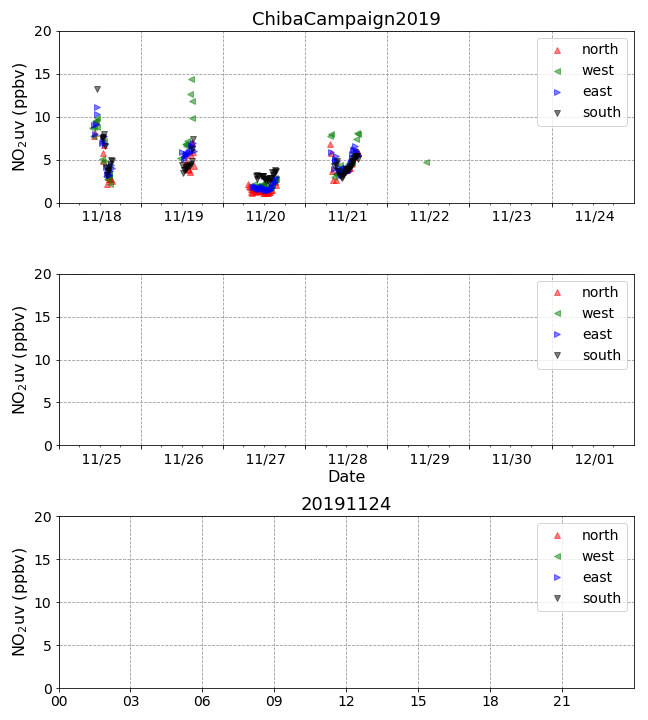 ChibaCampaign2019
20
15
10
5
0
NO₂uv (ppbv)
north
west
east
south
11/18 11/19 11/20 11/21 11/22 11/23 11/24
20
15
10
5
0
NO₂uv (ppbv)
north
west
east
south
11/25 11/26 11/27 11/28 11/29 11/30 12/01
Date
20191124
20
15
10
5
0
NO₂uv (ppbv)
north
west
east
south
00 03 06 09 12 15 18 21